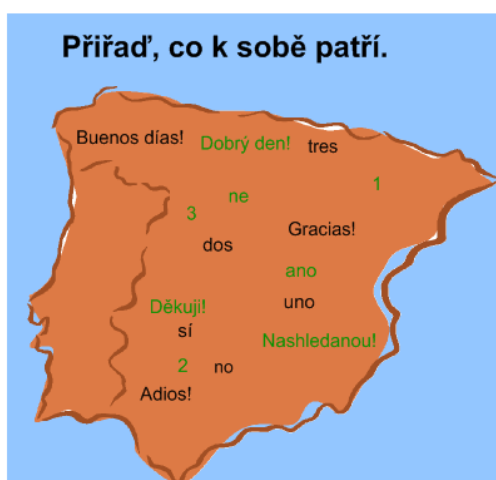 Přiřaď, co k sobě patří.
Buenos días! Dobrý den! tres
1
ne
3
Gracias!
dos
ano
uno
Děkuji!
sí
Nashledanou!
2 no
Adios!